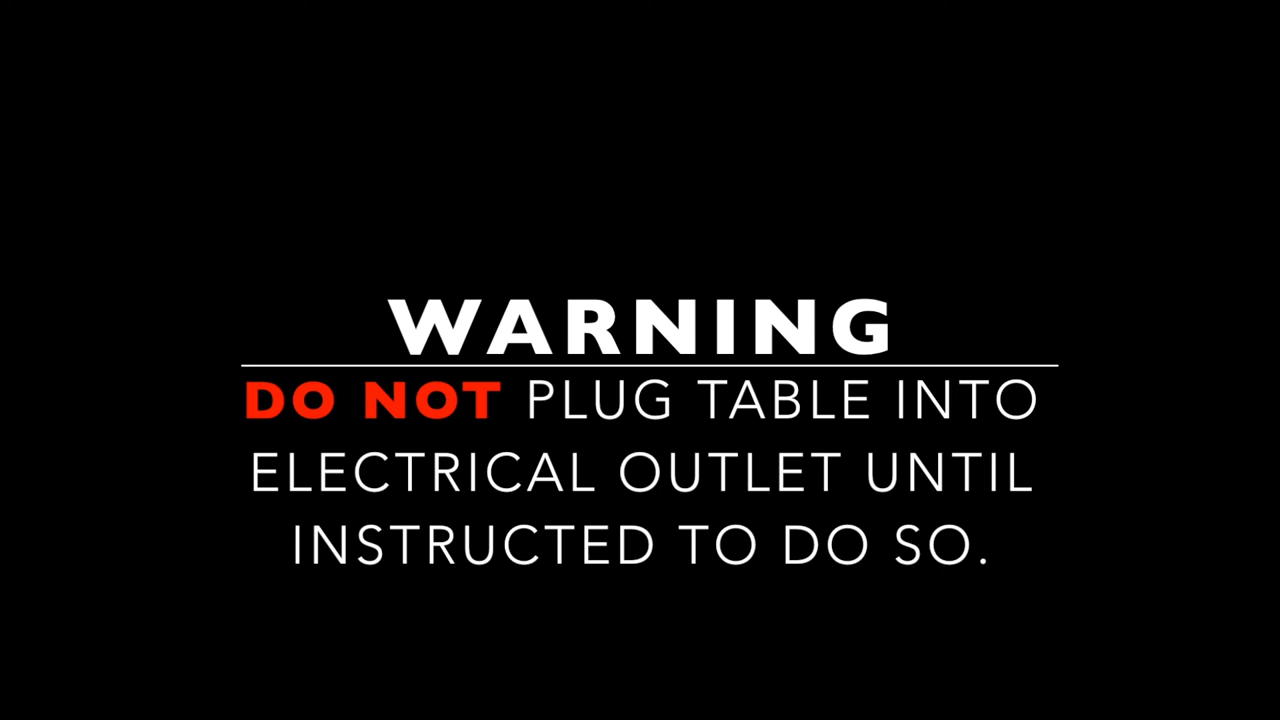 WARNING
DO NOT PLUG TABLE INTO
ELECTRICAL OUTLET UNTIL
INSTRUCTED TO DO SO.